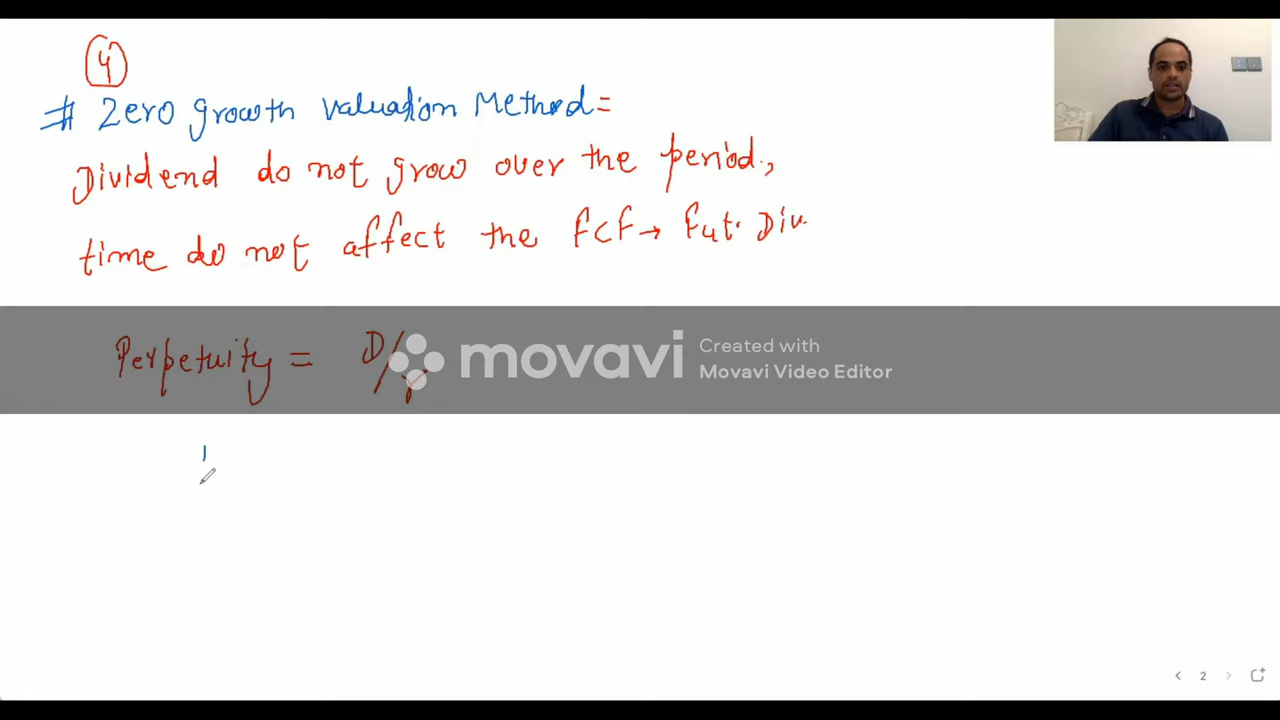 4
# Zero growth valuation Method =
Dividend do not grow over the period,
time do not affect the FCF → Fut. Div.
Perpetuity = D/r
movavi
Created with
Movavi Video Editor
2